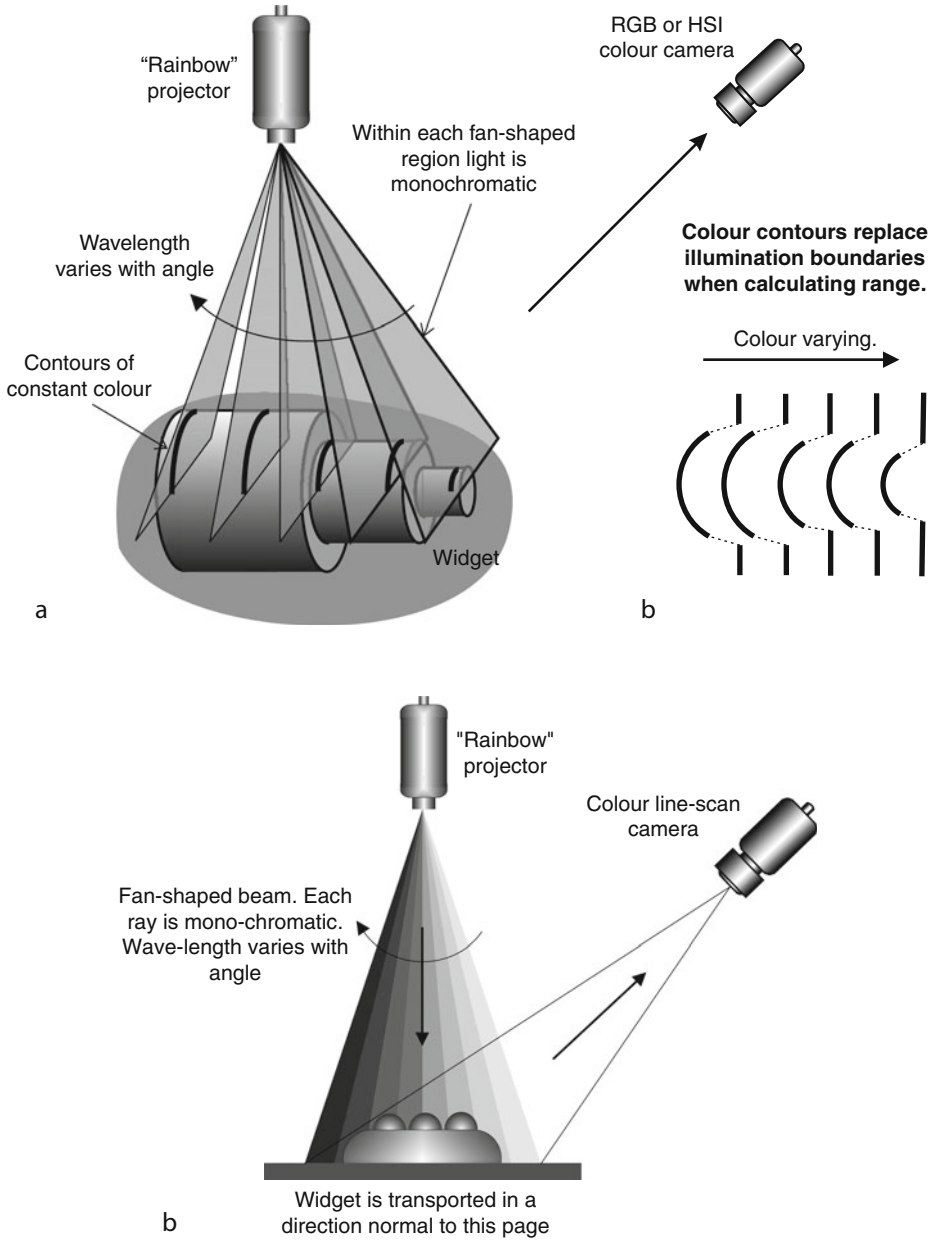 "Rainbow"
projector
RGB or HSI
colour camera
Within each fan-shaped
region light is
monochromatic
Wavelength
varies with angle
Colour contours replace
illumination boundaries
when calculating range.
Contours of
constant colour
Colour varying.
Widget
a
b
"Rainbow"
projector
Colour line-scan
camera
Fan-shaped beam. Each
ray is mono-chromatic.
Wave-length varies with
angle
Widget is transported in a
direction normal to this page
b